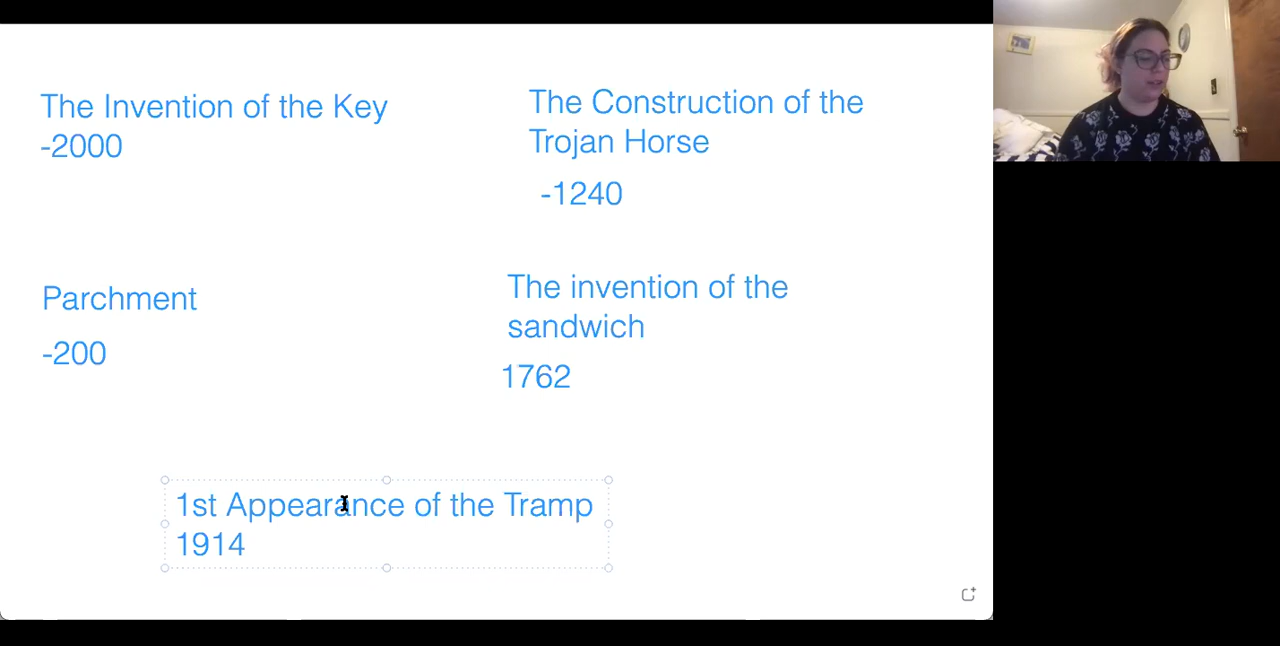 The Invention of the Key
-2000
The Construction of the
Trojan Horse
-1240
Parchment
-200
The invention of the
sandwich
1762
1st Appearance of the Tramp
1914